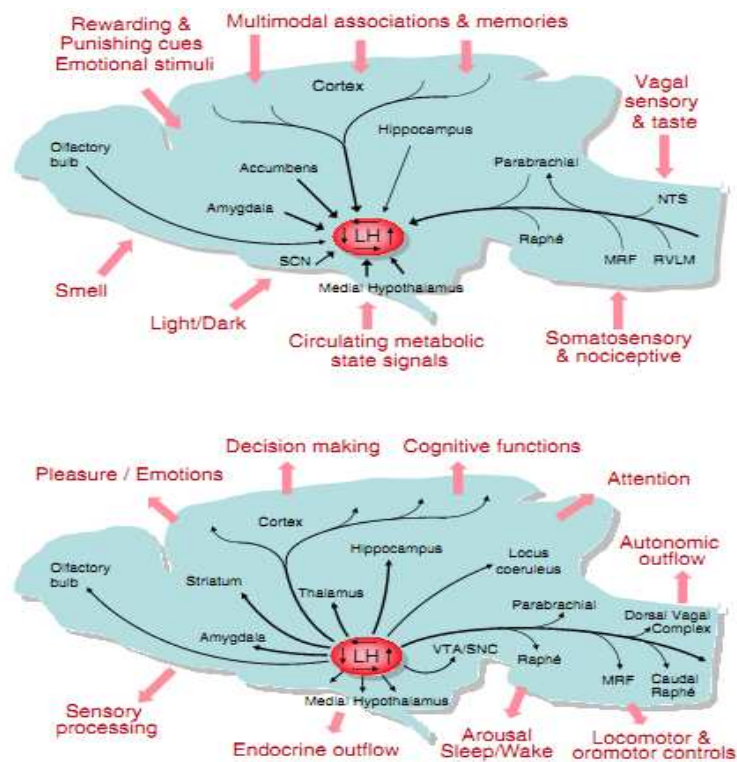 Rewarding &
Punishing cues
Emotional stimuli
Multimodal associations & memories
Cortex
Vagal
sensory
& taste
Hippocampus
Olfactory
bulb
Accumbens
Parabrachial
Amygdala
NTS
LH
Raphé
MRF
RVLM
SCN
Medial Hypothalamus
Smell
Light/Dark
Circulating metabolic
state signals
Somatosensory
& nociceptive
Decision making
Cognitive functions
Pleasure / Emotions
Attention
Cortex
Hippocampus
Locus
coeruleus
Autonomic
outflow
Olfactory
bulb
Striatum
Thalamus
Parabrachial
Dorsal Vagal
Complex
Amygdala
LH
VTA/SNC
Raphé
MRF
Caudal
Raphé
Medial Hypothalamus
Sensory
processing
Endocrine outflow
Arousal
Sleep/Wake
Locomotor &
oromotor controls